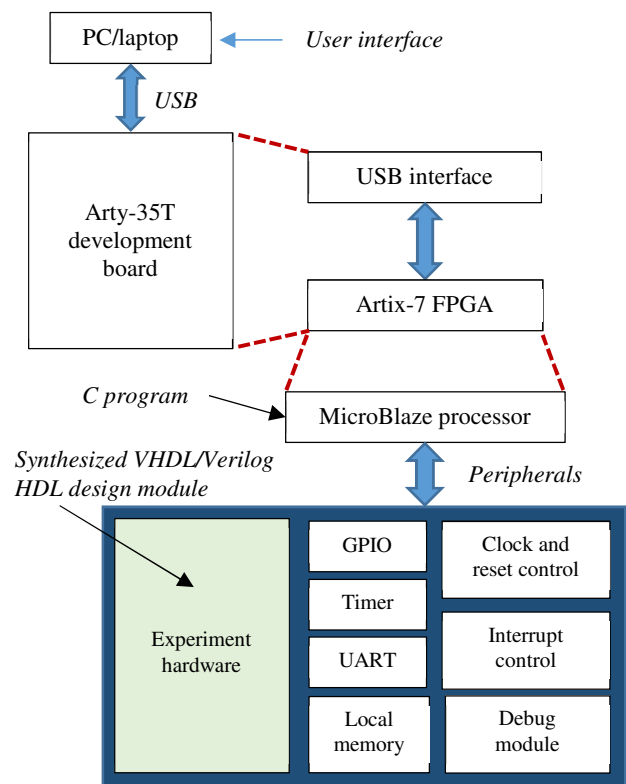 PC/laptop
User interface
USB
Arty-35T
development
board
USB interface
Artix-7 FPGA
C program
MicroBlaze processor
Synthesized VHDL/Verilog
HDL design module
Peripherals
Experiment
hardware
GPIO
Timer
UART
Local
memory
Clock and
reset control
Interrupt
control
Debug
module